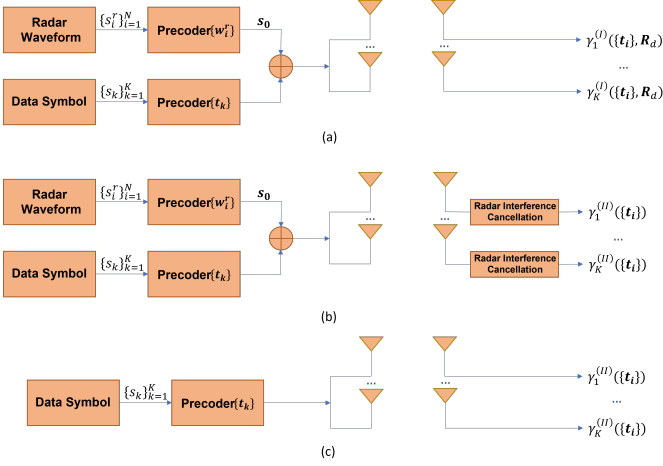 Radar
Waveform
{s_i^r}_{i=1}^N
Precoder{w_i^r}
s_0
Data Symbol
{s_k}_{k=1}^K
Precoder{t_k}
...
...
γ_1^{(I)}({t_i}, R_d)
...
γ_K^{(I)}({t_i}, R_d)
(a)
Radar
Waveform
{s_i^r}_{i=1}^N
Precoder{w_i^r}
s_0
Data Symbol
{s_k}_{k=1}^K
Precoder{t_k}
...
...
Radar Interference
Cancellation
γ_1^{(II)}({t_i})
...
Radar Interference
Cancellation
γ_K^{(II)}({t_i})
(b)
Data Symbol
{s_k}_{k=1}^K
Precoder{t_k}
...
...
γ_1^{(II)}({t_i})
...
γ_K^{(II)}({t_i})
(c)